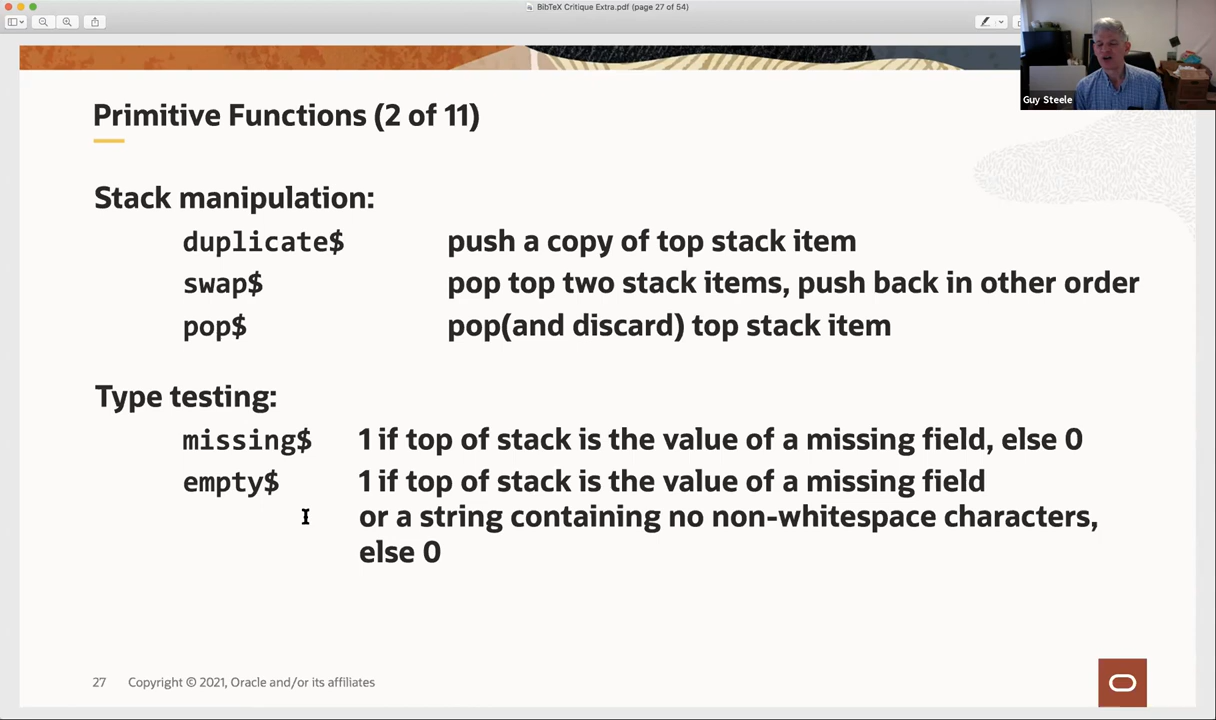 BibTeX Critique Extra.pdf (page 27 of 54)
Guy Steele
Primitive Functions (2 of 11)
Stack manipulation:
duplicate$ push a copy of top stack item
swap$ pop top two stack items, push back in other order
pop$ pop(and discard) top stack item
Type testing:
missing$ 1 if top of stack is the value of a missing field, else 0
empty$ 1 if top of stack is the value of a missing field
or a string containing no non-whitespace characters,
else 0
27 Copyright © 2021, Oracle and/or its affiliates